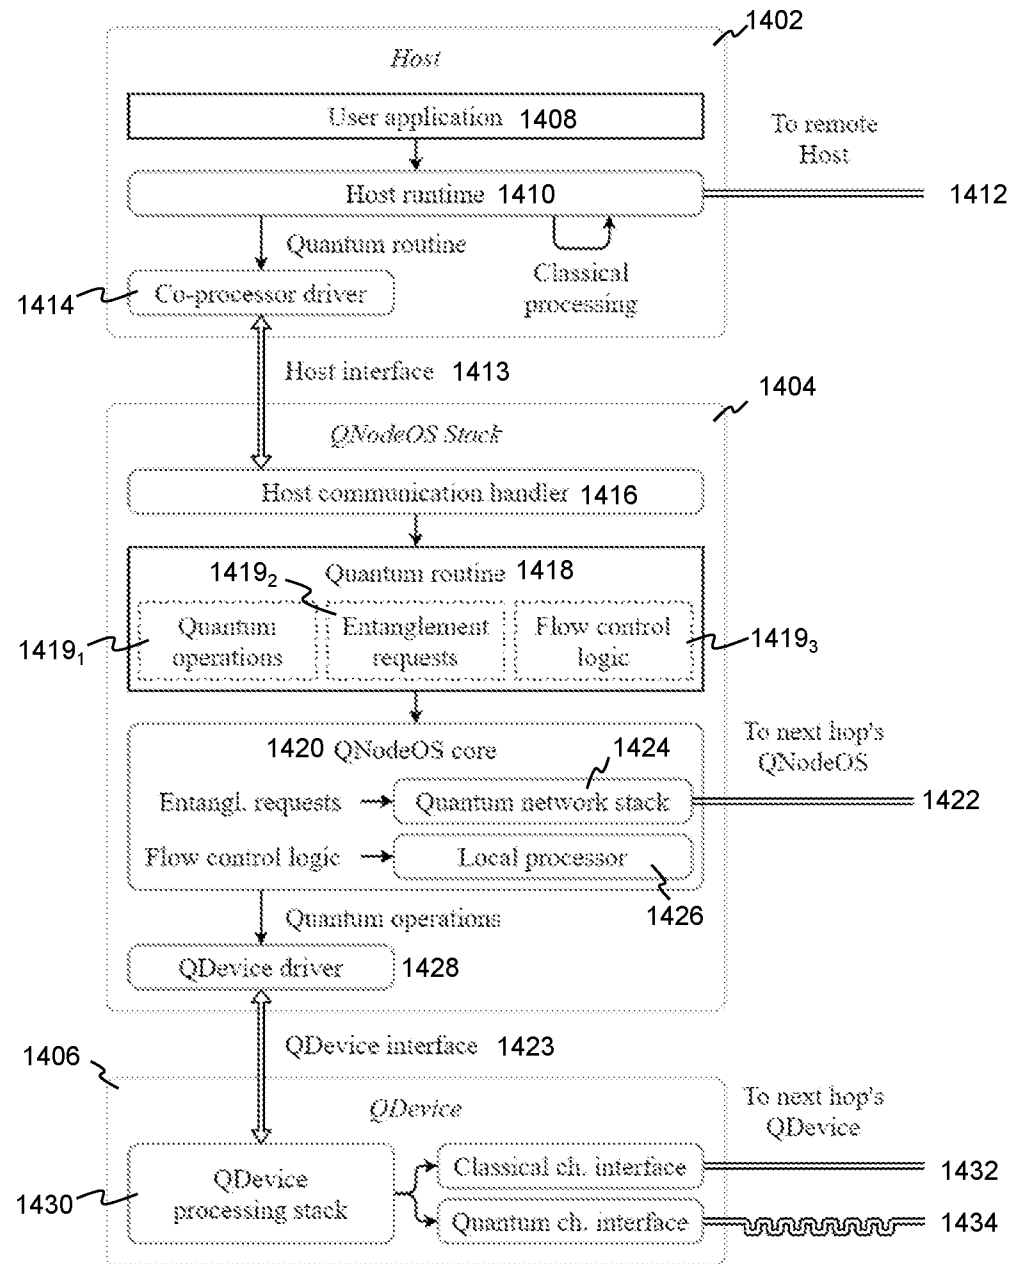 1402
Host
User application 1408
To remote
Host
Host runtime 1410
1412
Quantum routine
Classical
processing
1414
Co-processor driver
Host interface 1413
1404
QNodeOS Stack
Host communication handler 1416
1419₂
Quantum routine 1418
1419₁
Quantum
operations
Entanglement
requests
Flow control
logic
1419₃
To next hop's
QNodeOS
1420 QNodeOS core
1424
Entangl. requests
Quantum network stack
1422
Flow control logic
Local processor
1426
Quantum operations
QDevice driver 1428
QDevice interface 1423
1406
QDevice
To next hop's
QDevice
1430
QDevice
processing stack
Classical ch. interface
1432
Quantum ch. interface
1434